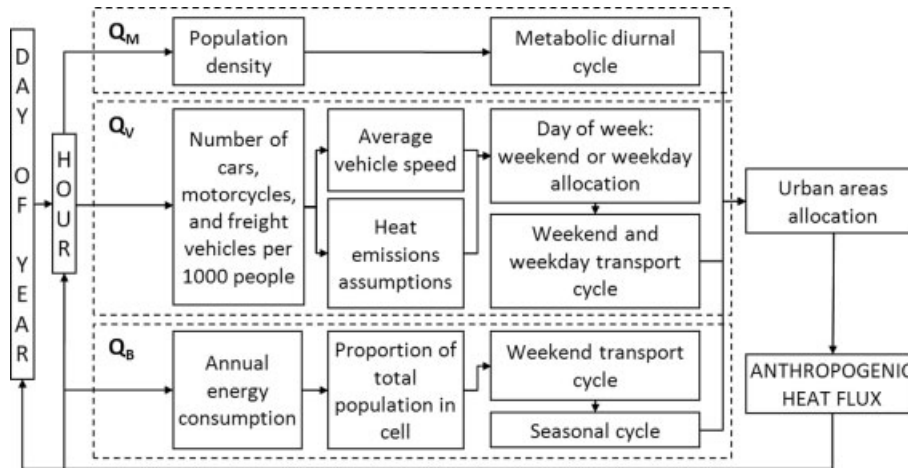 DAY OF YEAR
HOUR
Q_M
Population
density
Metabolic diurnal
cycle
Q_V
Number of
cars,
motorcycles,
and freight
vehicles per
1000 people
Average
vehicle speed
Heat
emissions
assumptions
Day of week:
weekend or weekday
allocation
Weekend and
weekday transport
cycle
Q_B
Annual
energy
consumption
Proportion of
total
population in
cell
Weekend transport
cycle
Seasonal cycle
Urban areas
allocation
ANTHROPOGENIC
HEAT FLUX